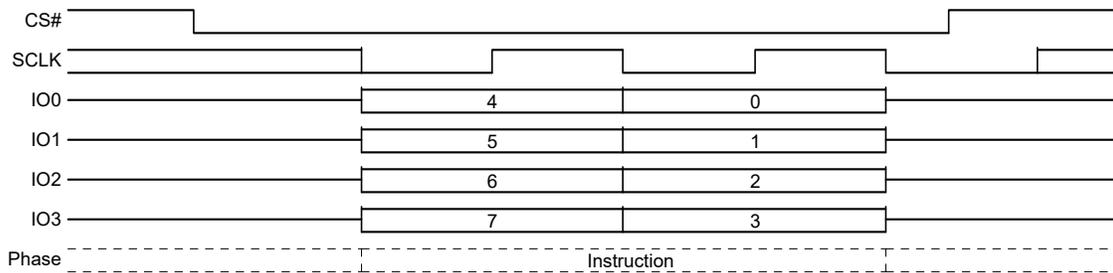 CS#
SCLK
IO0 4 0
IO1 5 1
IO2 6 2
IO3 7 3
Phase Instruction